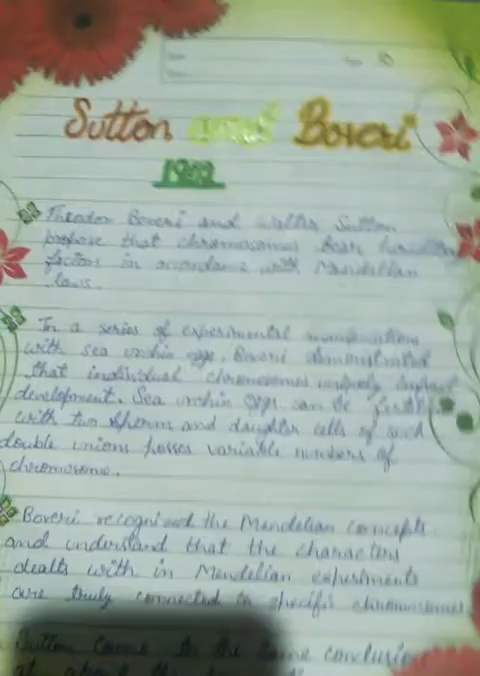 Sutton and Boveri
1902
Theodor Boveri and Walter Sutton
propose that chromosomes bear hereditary
factors in accordance with Mendelian
laws.
In a series of experimental manipulations
with sea urchin eggs, Boveri demonstrated
that individual chromosomes uniquely impact
development. Sea urchin eggs can be
with two sperm and daughter cells of such
double unions posses variable numbers of
chromosome.
Boveri recognized the Mendelian concepts
and understand that the characters
dealts with in Mendelian experiments
are truly connected to specific chromosomes
Sutton came to the same conclusion
at about the